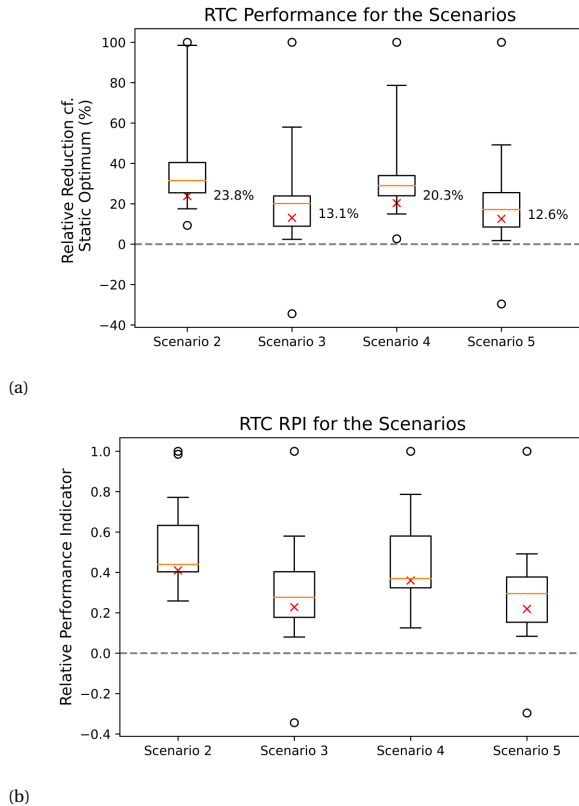 RTC Performance for the Scenarios
Relative Reduction cf.
Static Optimum (%)
100
80
60
40
20
0
−20
−40
23.8%
13.1%
20.3%
12.6%
Scenario 2
Scenario 3
Scenario 4
Scenario 5
(a)
RTC RPI for the Scenarios
Relative Performance Indicator
1.0
0.8
0.6
0.4
0.2
0.0
−0.2
−0.4
Scenario 2
Scenario 3
Scenario 4
Scenario 5
(b)